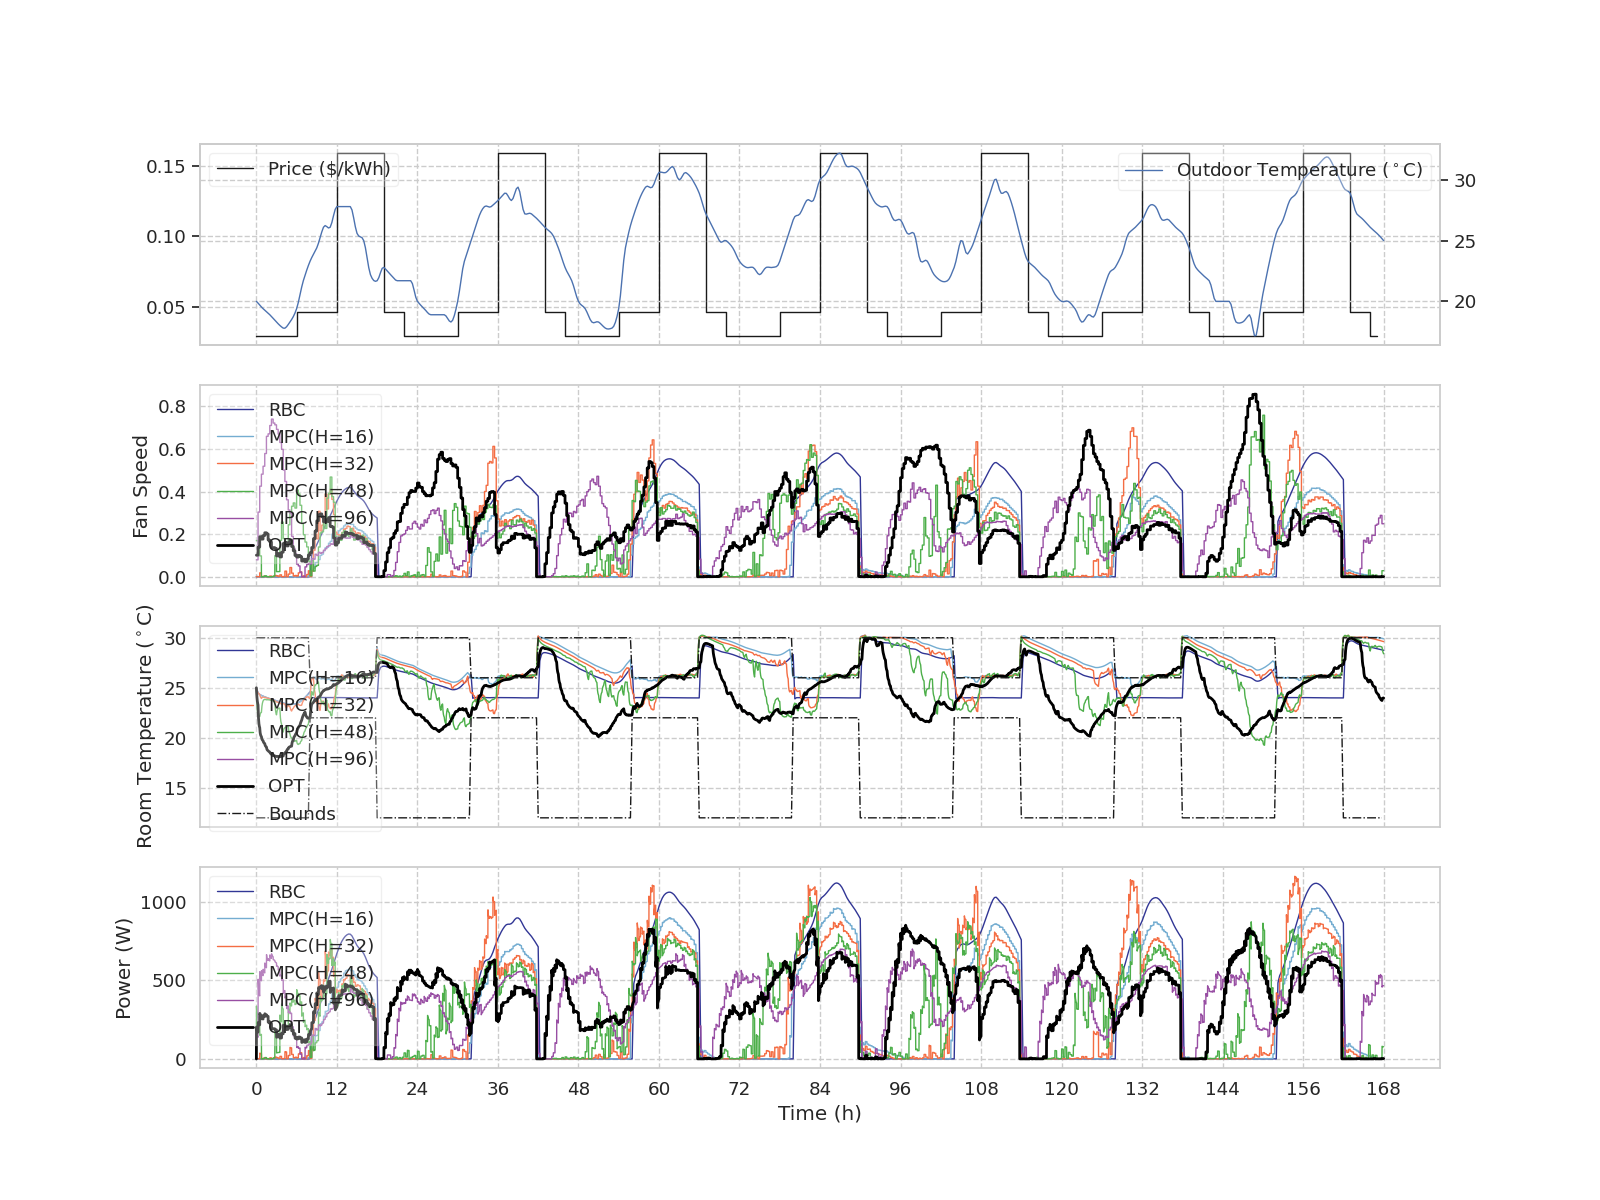 Price ($/kWh)
Outdoor Temperature (°C)
0.15
0.10
0.05
30
25
20
Fan Speed
0.8
0.6
0.4
0.2
0.0
RBC
MPC(H=16)
MPC(H=32)
MPC(H=48)
MPC(H=96)
OPT
Room Temperature (°C)
30
25
20
15
RBC
MPC(H=16)
MPC(H=32)
MPC(H=48)
MPC(H=96)
OPT
Bounds
Power (W)
1000
500
0
RBC
MPC(H=16)
MPC(H=32)
MPC(H=48)
MPC(H=96)
OPT
0 12 24 36 48 60 72 84 96 108 120 132 144 156 168
Time (h)